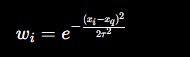 $w_i = e^{-\frac{(x_i - x_q)^2}{2\tau^2}}$